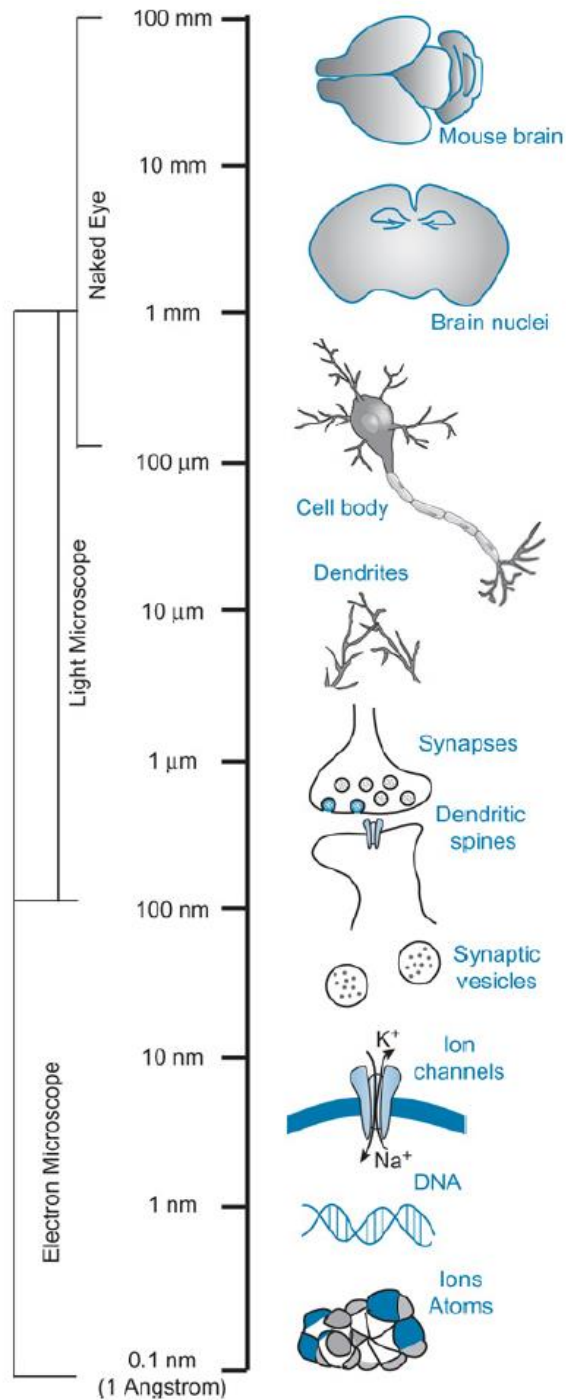 100 mm
Mouse brain
10 mm
Naked Eye
Brain nuclei
1 mm
100 µm
Cell body
Light Microscope
Dendrites
10 µm
Synapses
1 µm
Dendritic
spines
100 nm
Synaptic
vesicles
Ion
channels
K+
10 nm
Na+
Electron Microscope
DNA
1 nm
Ions
Atoms
0.1 nm
(1 Angstrom)